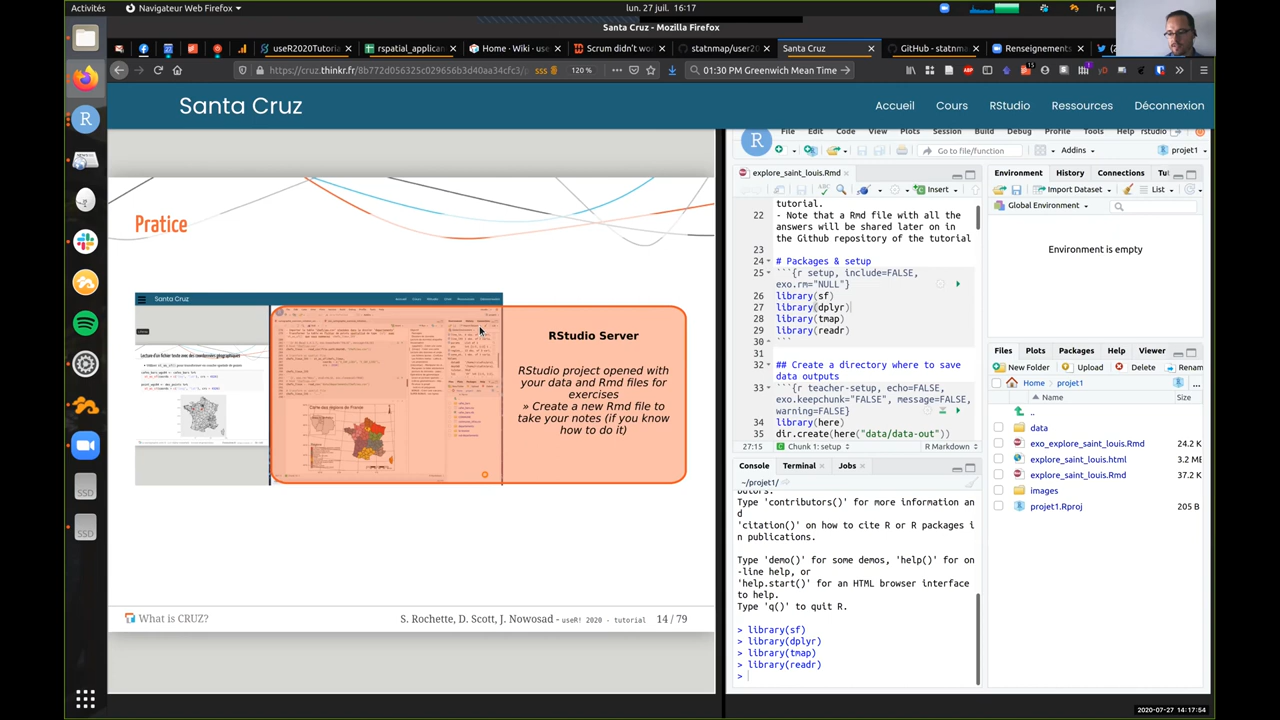 Activités
Navigateur Web Firefox
lun. 27 juil. 16:17
fr
Santa Cruz - Mozilla Firefox
useR2020Tutoria
rspatial_applican
Home · Wiki · use
Scrum didn't wor
statnmap/user20
Santa Cruz
GitHub - statnma
Renseignements
https://cruz.thinkr.fr/8b772d056325c029656b3d40aa34cfc3/
sss
120 %
01:30 PM Greenwich Mean Time
Santa Cruz
Accueil
Cours
RStudio
Ressources
Déconnexion
Pratice
Santa Cruz
RStudio Server
RStudio project opened with
your data and Rmd files for
exercises
» Create a new Rmd file to
take your notes (if you know
how to do it)
What is CRUZ?
S. Rochette, D. Scott, J. Nowosad - useR! 2020 - tutorial
14 / 79
File Edit Code View Plots Session Build Debug Profile Tools Help rstudio
Go to file/function
Addins
projet1
explore_saint_louis.Rmd
Insert
tutorial.
22 - Note that a Rmd file with all the
answers will be shared later on in
the Github repository of the tutorial
23
24 # Packages & setup
25 ```{r setup, include=FALSE,
exo.rm="NULL"}
26 library(sf)
27 library(dplyr)
28 library(tmap)
29 library(readr)
30 ```
31
32 ## Create a directory where to save
data outputs
33 ```{r teacher-setup, echo=FALSE,
exo.keepchunk="FALSE", message=FALSE,
warning=FALSE}
34 library(here)
35 dir.create(here("data/data-out"))
27:15
Chunk 1: setup
R Markdown
Console
Terminal
Jobs
~/projet1/
Type 'contributors()' for more information an
d
'citation()' on how to cite R or R packages i
n publications.
Type 'demo()' for some demos, 'help()' for on
-line help, or
'help.start()' for an HTML browser interface
to help.
Type 'q()' to quit R.
> library(sf)
> library(dplyr)
> library(tmap)
> library(readr)
>
Environment
History
Connections
Tu
Import Dataset
List
Global Environment
Environment is empty
Files
Plots
Packages
Help
Viewer
New Folder
Upload
Delete
Renam
Home
projet1
Name
Size
..
data
exo_explore_saint_louis.Rmd 24.2 K
explore_saint_louis.html 3.2 M
explore_saint_louis.Rmd 37.2 K
images
projet1.Rproj 205 B
SSD
SSD
2020-07-27 14:17:54